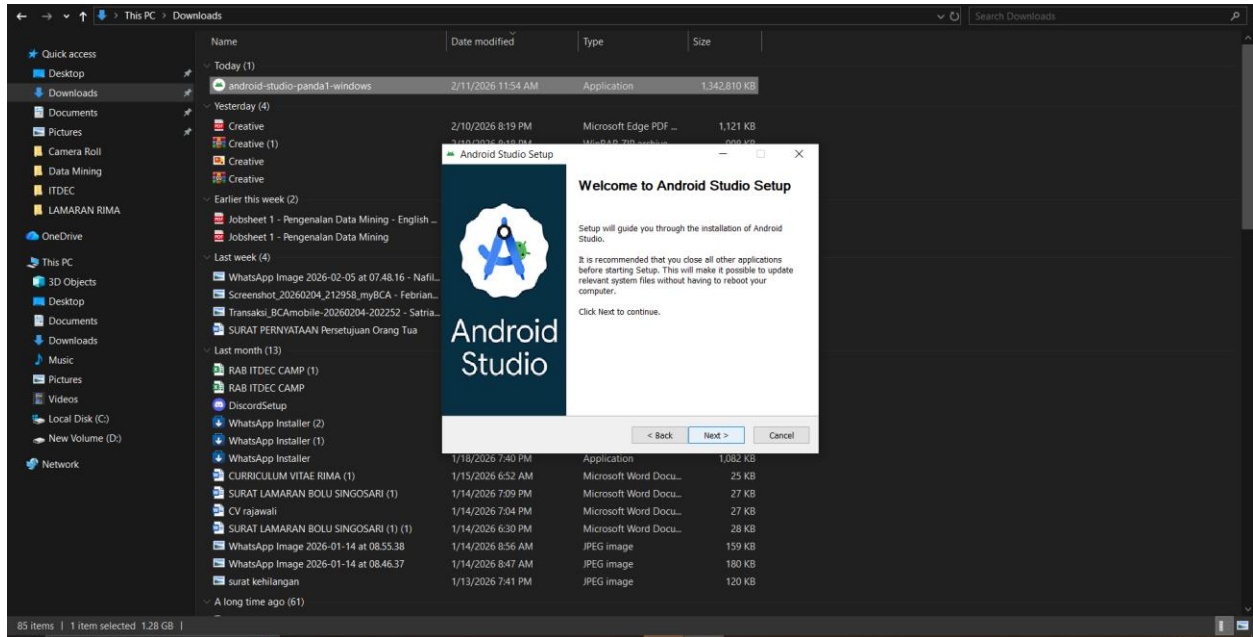 This PC > Downloads
Search Downloads
Name Date modified Type Size
Quick access
Desktop
Downloads
Documents
Pictures
Camera Roll
Data Mining
ITDEC
LAMARAN RIMA
OneDrive
This PC
3D Objects
Desktop
Documents
Downloads
Music
Pictures
Videos
Local Disk (C:)
New Volume (D:)
Network
Today (1)
android-studio-panda1-windows 2/11/2026 11:54 AM Application 1,342,810 KB
Yesterday (4)
Creative 2/10/2026 8:19 PM Microsoft Edge PDF ... 1,121 KB
Creative (1)
Creative
Creative
Earlier this week (2)
Jobsheet 1 - Pengenalan Data Mining - English ...
Jobsheet 1 - Pengenalan Data Mining
Last week (4)
WhatsApp Image 2026-02-05 at 07.48.16 - Nafil...
Screenshot_20260204_212958_myBCA - Febrian...
Transaksi_BCAmobile-20260204-202252 - Satria...
SURAT PERNYATAAN Persetujuan Orang Tua
Last month (13)
RAB ITDEC CAMP (1)
RAB ITDEC CAMP
DiscordSetup
WhatsApp Installer (2)
WhatsApp Installer (1)
WhatsApp Installer 1/18/2026 7:40 PM Application 1,082 KB
CURRICULUM VITAE RIMA (1) 1/15/2026 6:52 AM Microsoft Word Docu... 25 KB
SURAT LAMARAN BOLU SINGOSARI (1) 1/14/2026 7:09 PM Microsoft Word Docu... 27 KB
CV rajawali 1/14/2026 7:04 PM Microsoft Word Docu... 27 KB
SURAT LAMARAN BOLU SINGOSARI (1) (1) 1/14/2026 6:30 PM Microsoft Word Docu... 28 KB
WhatsApp Image 2026-01-14 at 08.55.38 1/14/2026 8:56 AM JPEG image 159 KB
WhatsApp Image 2026-01-14 at 08.46.37 1/14/2026 8:47 AM JPEG image 180 KB
surat kehilangan 1/13/2026 7:41 PM JPEG image 120 KB
A long time ago (61)
Android Studio Setup
Android
Studio
Welcome to Android Studio Setup
Setup will guide you through the installation of Android
Studio.
It is recommended that you close all other applications
before starting Setup. This will make it possible to update
relevant system files without having to reboot your
computer.
Click Next to continue.
< Back Next > Cancel
85 items 1 item selected 1.28 GB